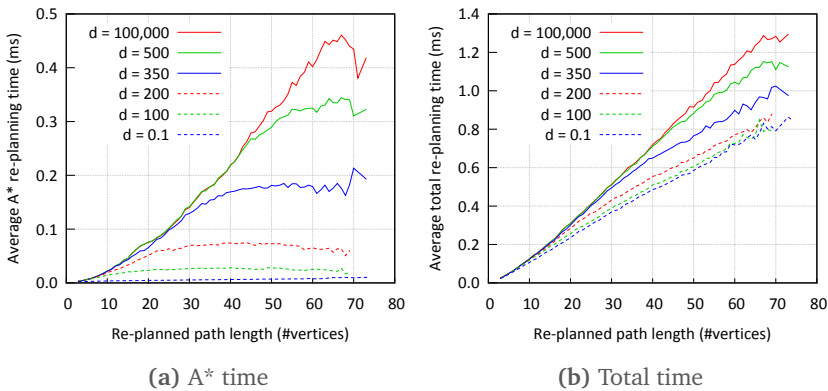 Average A* re-planning time (ms)
0.5
0.4
0.3
0.2
0.1
0.0
d = 100,000
d = 500
d = 350
d = 200
d = 100
d = 0.1
0 10 20 30 40 50 60 70 80
Re-planned path length (#vertices)
(a) A* time
Average total re-planning time (ms)
1.4
1.2
1.0
0.8
0.6
0.4
0.2
0.0
d = 100,000
d = 500
d = 350
d = 200
d = 100
d = 0.1
0 10 20 30 40 50 60 70 80
Re-planned path length (#vertices)
(b) Total time